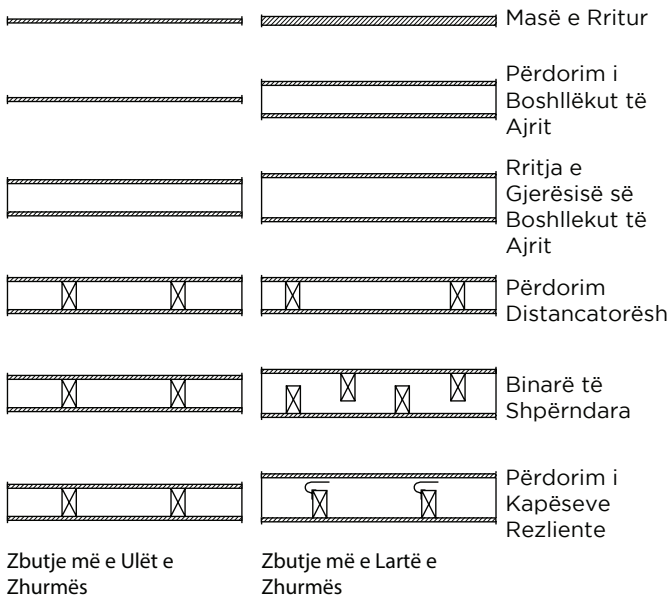 Masë e Rritur
Përdorim i
Boshllëkut të
Ajrit
Rritja e
Gjerësisë së
Boshllekut të
Ajrit
Përdorim
Distancatorësh
Binarë të
Shpërndara
Përdorim i
Kapëseve
Rezliente
Zbutje më e Ulët e
Zhurmës
Zbutje më e Lartë e
Zhurmës